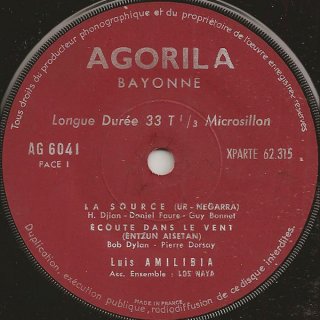 Tous droits du producteur phonographique et du propriétaire de l'œuvre enregistrée réservés
AGORILA
BAYONNE
Longue Durée 33 T 1/3 Microsillon
AG 6041
FACE 1
XPARTE 62.315
LA SOURCE (UR-NEGARRA)
H. Djian - Daniel Faure - Guy Bonnet
ÉCOUTE DANS LE VENT
(ENTZUN AISETAN)
Bob Dylan - Pierre Dorsay
Luis AMILIBIA
Acc. Ensemble : LOS WAYA
MADE IN FRANCE
Duplication, exécution publique, radiodiffusion de ce disque interdites.